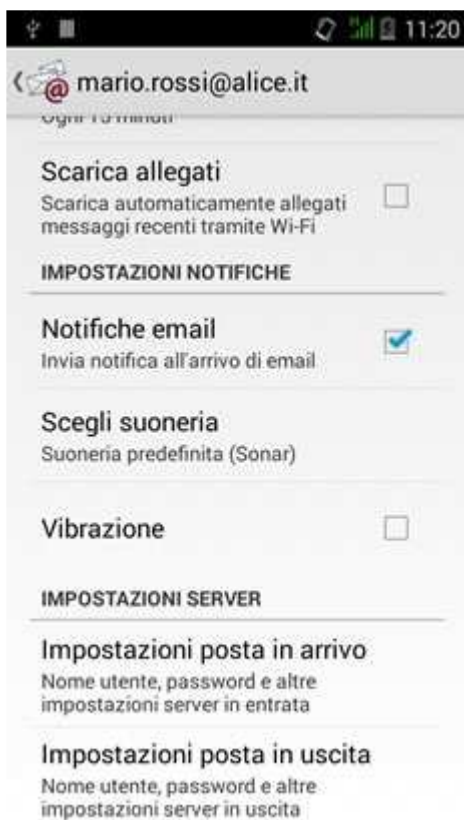 11:20
mario.rossi@alice.it
Ogni 15 minuti
Scarica allegati
Scarica automaticamente allegati
messaggi recenti tramite Wi-Fi
IMPOSTAZIONI NOTIFICHE
Notifiche email
Invia notifica all'arrivo di email
Scegli suoneria
Suoneria predefinita (Sonar)
Vibrazione
IMPOSTAZIONI SERVER
Impostazioni posta in arrivo
Nome utente, password e altre
impostazioni server in entrata
Impostazioni posta in uscita
Nome utente, password e altre
impostazioni server in uscita